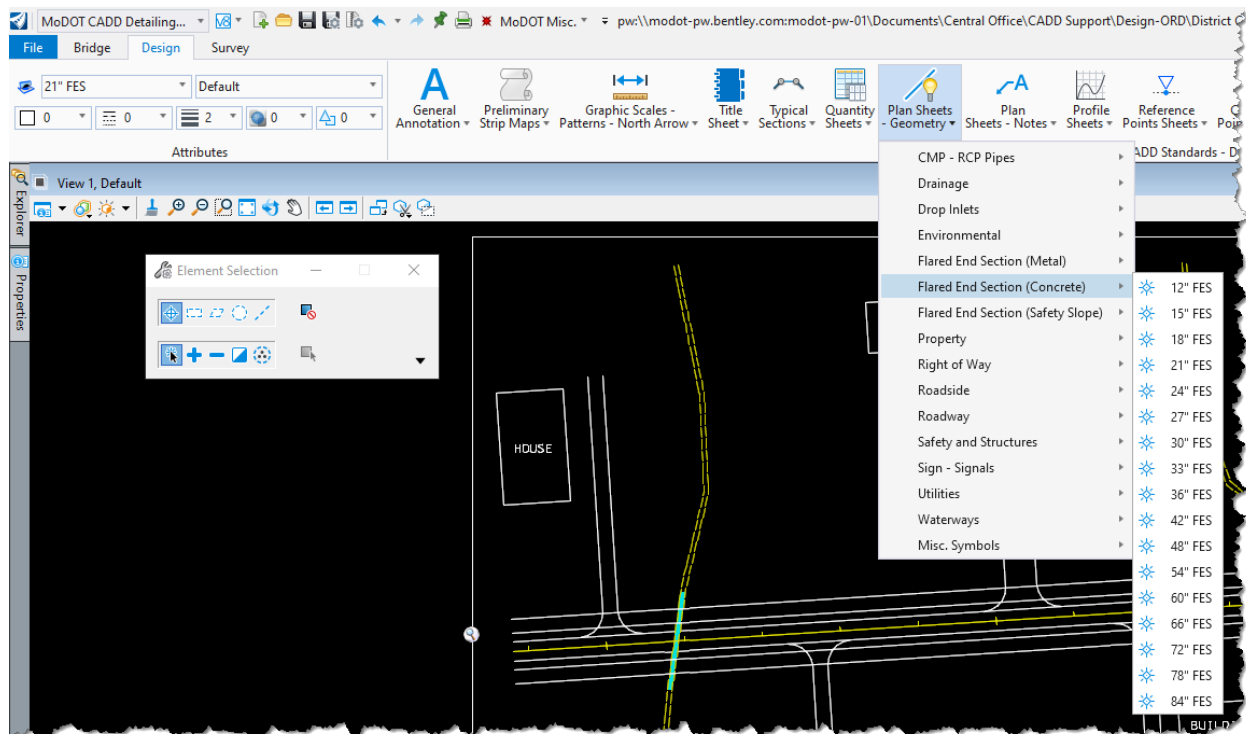 MoDOT CADD Detailing... MoDOT Misc. pw:\\modot-pw.bentley.com:modot-pw-01\Documents\Central Office\CADD Support\Design-ORD\District
File Bridge Design Survey
21" FES Default
0 0 2 0 0
Attributes
General Annotation
Preliminary Strip Maps
Graphic Scales - Patterns - North Arrow
Title Sheet
Typical Sections
Quantity Sheets
Plan Sheets - Geometry
Plan Sheets - Notes
Profile Sheets
Reference Points Sheets
ADD Standards - D
View 1, Default
Explorer
Properties
Element Selection
CMP - RCP Pipes
Drainage
Drop Inlets
Environmental
Flared End Section (Metal)
Flared End Section (Concrete)
Flared End Section (Safety Slope)
Property
Right of Way
Roadside
Roadway
Safety and Structures
Sign - Signals
Utilities
Waterways
Misc. Symbols
12" FES
15" FES
18" FES
21" FES
24" FES
27" FES
30" FES
33" FES
36" FES
42" FES
48" FES
54" FES
60" FES
66" FES
72" FES
78" FES
84" FES
HOUSE